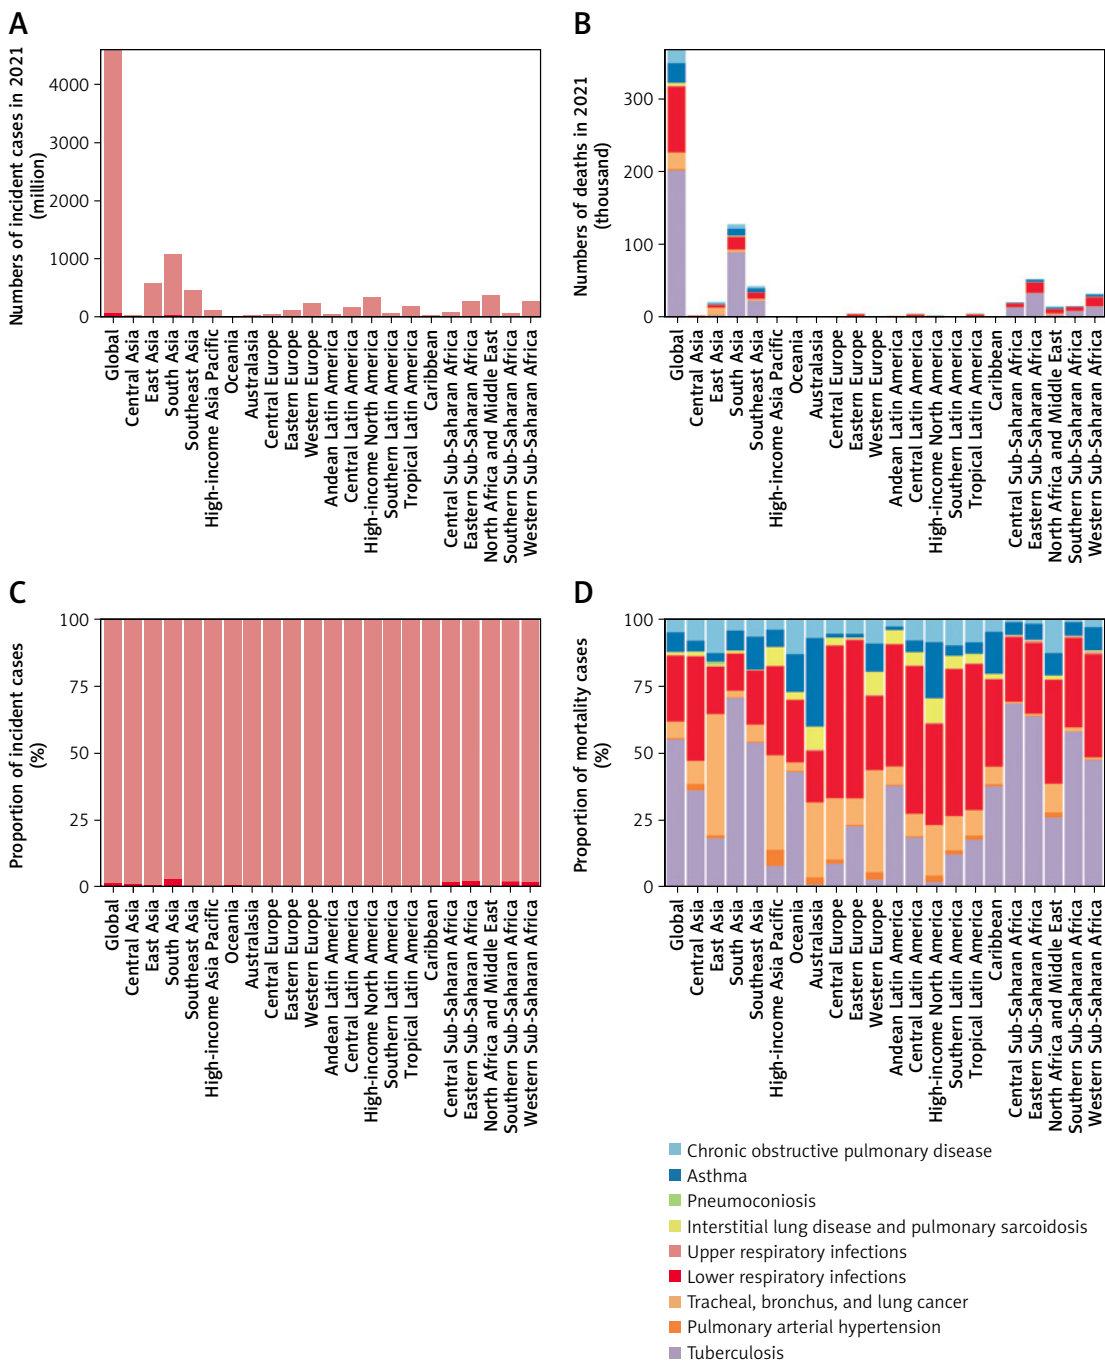 A
Numbers of incident cases in 2021
(million)
4000
3000
2000
1000
0
Global
Central Asia
East Asia
South Asia
Southeast Asia
High-income Asia Pacific
Oceania
Australasia
Central Europe
Eastern Europe
Western Europe
Andean Latin America
Central Latin America
High-income North America
Southern Latin America
Tropical Latin America
Caribbean
Central Sub-Saharan Africa
Eastern Sub-Saharan Africa
North Africa and Middle East
Southern Sub-Saharan Africa
Western Sub-Saharan Africa
B
Numbers of deaths in 2021
(thousand)
300
200
100
0
Global
Central Asia
East Asia
South Asia
Southeast Asia
High-income Asia Pacific
Oceania
Australasia
Central Europe
Eastern Europe
Western Europe
Andean Latin America
Central Latin America
High-income North America
Southern Latin America
Tropical Latin America
Caribbean
Central Sub-Saharan Africa
Eastern Sub-Saharan Africa
North Africa and Middle East
Southern Sub-Saharan Africa
Western Sub-Saharan Africa
C
Proportion of incident cases
(%)
100
75
50
25
0
Global
Central Asia
East Asia
South Asia
Southeast Asia
High-income Asia Pacific
Oceania
Australasia
Central Europe
Eastern Europe
Western Europe
Andean Latin America
Central Latin America
High-income North America
Southern Latin America
Tropical Latin America
Caribbean
Central Sub-Saharan Africa
Eastern Sub-Saharan Africa
North Africa and Middle East
Southern Sub-Saharan Africa
Western Sub-Saharan Africa
D
Proportion of mortality cases
(%)
100
75
50
25
0
Global
Central Asia
East Asia
South Asia
Southeast Asia
High-income Asia Pacific
Oceania
Australasia
Central Europe
Eastern Europe
Western Europe
Andean Latin America
Central Latin America
High-income North America
Southern Latin America
Tropical Latin America
Caribbean
Central Sub-Saharan Africa
Eastern Sub-Saharan Africa
North Africa and Middle East
Southern Sub-Saharan Africa
Western Sub-Saharan Africa
Chronic obstructive pulmonary disease
Asthma
Pneumoconiosis
Interstitial lung disease and pulmonary sarcoidosis
Upper respiratory infections
Lower respiratory infections
Tracheal, bronchus, and lung cancer
Pulmonary arterial hypertension
Tuberculosis